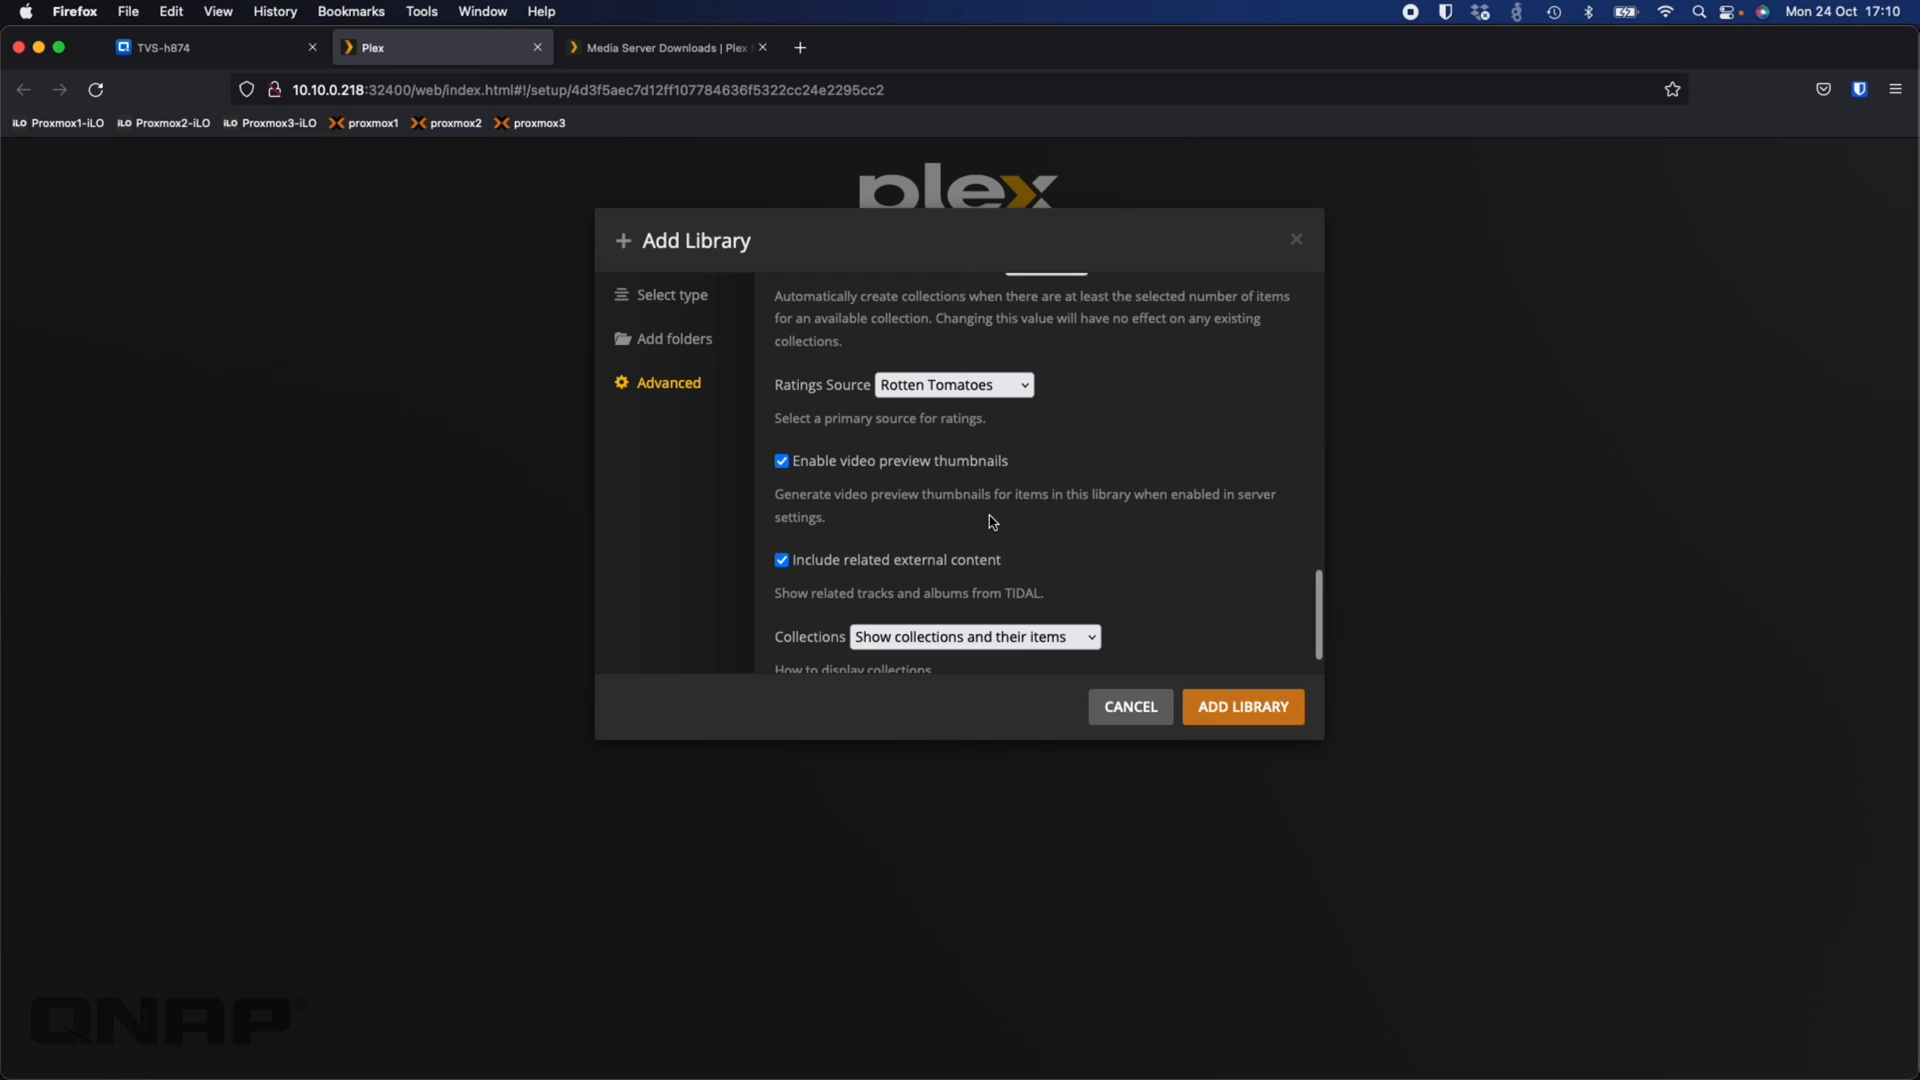 Firefox File Edit View History Bookmarks Tools Window Help Mon 24 Oct 17:10
TVS-h874 Plex Media Server Downloads | Plex
10.10.0.218:32400/web/index.html#!/setup/4d3f5aec7d12ff107784636f5322cc24e2295cc2
iLO Proxmox1-iLO iLO Proxmox2-iLO iLO Proxmox3-iLO proxmox1 proxmox2 proxmox3
plex
+ Add Library
Select type
Add folders
Advanced
Automatically create collections when there are at least the selected number of items
for an available collection. Changing this value will have no effect on any existing
collections.
Ratings Source Rotten Tomatoes
Select a primary source for ratings.
Enable video preview thumbnails
Generate video preview thumbnails for items in this library when enabled in server
settings.
Include related external content
Show related tracks and albums from TIDAL.
Collections Show collections and their items
How to display collections
CANCEL ADD LIBRARY
QNAP